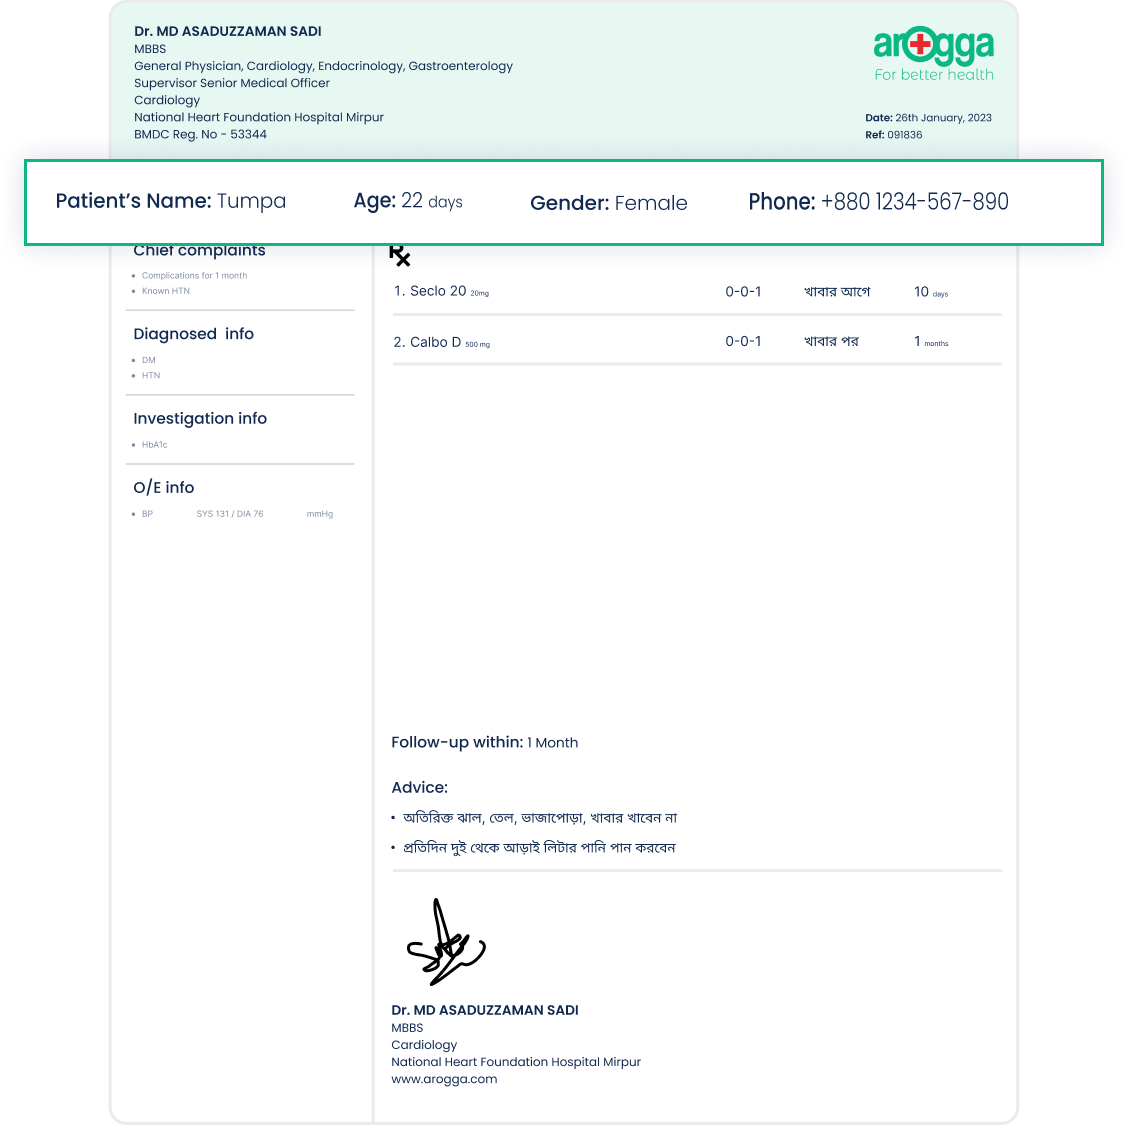 Dr. MD ASADUZZAMAN SADI
MBBS
General Physician, Cardiology, Endocrinology, Gastroenterology
Supervisor Senior Medical Officer
Cardiology
National Heart Foundation Hospital Mirpur
BMDC Reg. No - 53344
arogga
For better health
Date: 26th January, 2023
Ref: 091836
Patient’s Name: Tumpa Age: 22 days Gender: Female Phone: +880 1234-567-890
Chief complaints
• Complications for 1 month
• Known HTN
Diagnosed info
• DM
• HTN
Investigation info
• HbA1c
O/E info
• BP SYS 131 / DIA 76 mmHg
Rx
1. Seclo 20 20mg 0-0-1 খাবার আগে 10 days
2. Calbo D 500 mg 0-0-1 খাবার পর 1 months
Follow-up within: 1 Month
Advice:
• অতিরিক্ত ঝাল, তেল, ভাজাপোড়া, খাবার খাবেন না
• প্রতিদিন দুই থেকে আড়াই লিটার পানি পান করবেন
Dr. MD ASADUZZAMAN SADI
MBBS
Cardiology
National Heart Foundation Hospital Mirpur
www.arogga.com